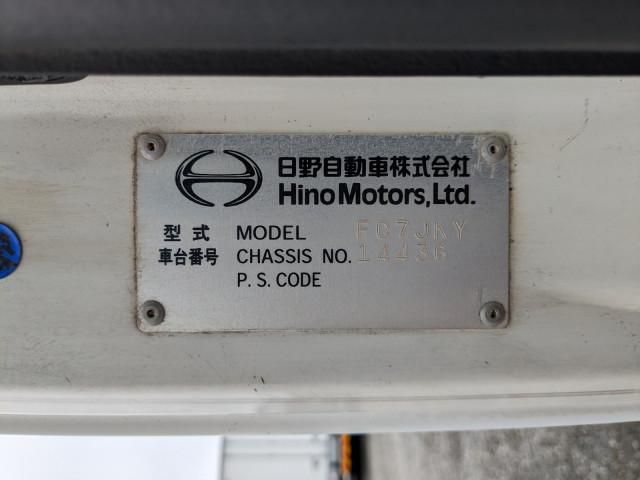 日野自動車株式会社
Hino Motors, Ltd.
型式 MODEL FC7JKY
車台番号 CHASSIS NO. 14436
P. S. CODE